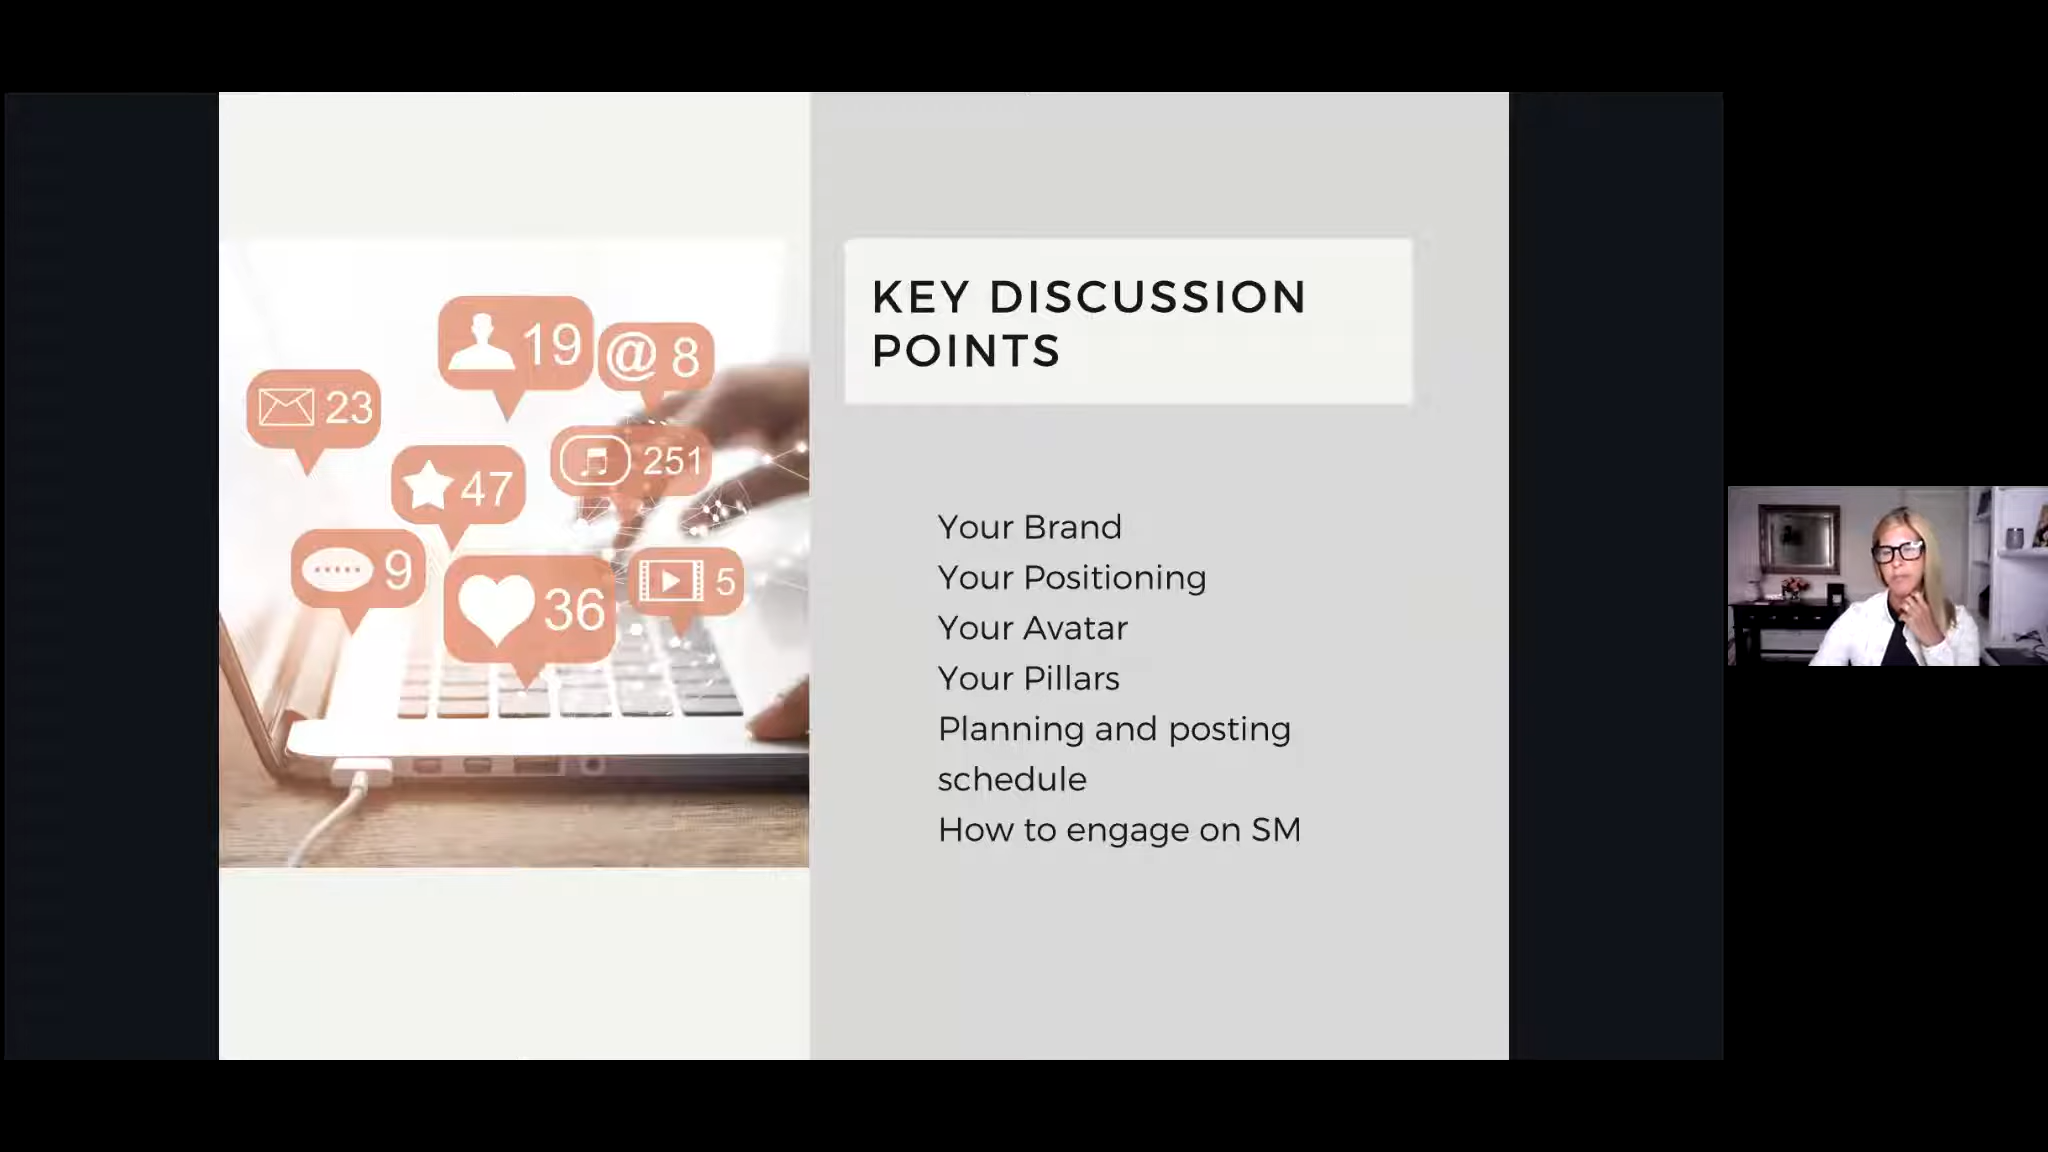 19
@ 8
23
251
47
9
36
5
KEY DISCUSSION
POINTS
Your Brand
Your Positioning
Your Avatar
Your Pillars
Planning and posting
schedule
How to engage on SM